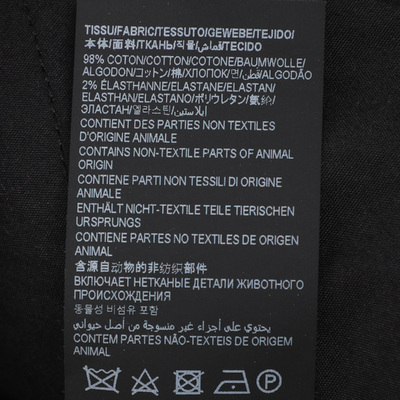 TISSU/FABRIC/TESSUTO/GEWEBE/TEJIDO/
本体/面料/ТКАНЬ/직물/قماش/TECIDO
98% COTON/COTTON/COTONE/BAUMWOLLE/
ALGODON/コットン/棉/ХЛОПОК/면/قطن/ALGODÃO
2% ÉLASTHANNE/ELASTANE/ELASTAN/
ELASTHAN/ELASTANO/ポリウレタン/氨纶/
ЭЛАСТАН/엘라스틴/إيلاستين
CONTIENT DES PARTIES NON TEXTILES
D'ORIGINE ANIMALE
CONTAINS NON-TEXTILE PARTS OF ANIMAL
ORIGIN
CONTIENE PARTI NON TESSILI DI ORIGINE
ANIMALE
ENTHÄLT NICHT-TEXTILE TEILE TIERISCHEN
URSPRUNGS
CONTIENE PARTES NO TEXTILES DE ORIGEN
ANIMAL
含源自动物的非纺织部件
ВКЛЮЧАЕТ НЕТКАНЫЕ ДЕТАЛИ ЖИВОТНОГО
ПРОИСХОЖДЕНИЯ
동물성 비섬유 포함
يحتوي على أجزاء غير منسوجة من أصل حيواني
CONTEM PARTES NÃO-TEXTEIS DE ORIGEM
ANIMAL
P